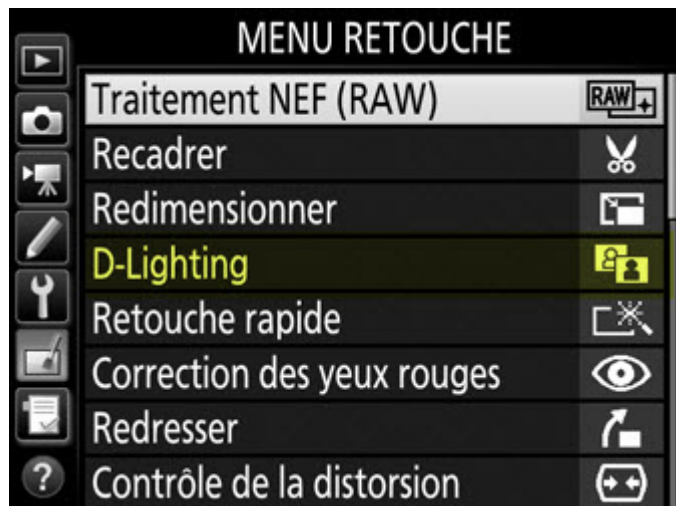 MENU RETOUCHE
Traitement NEF (RAW) RAW
Recadrer
Redimensionner
D-Lighting
Retouche rapide
Correction des yeux rouges
Redresser
Contrôle de la distorsion
?